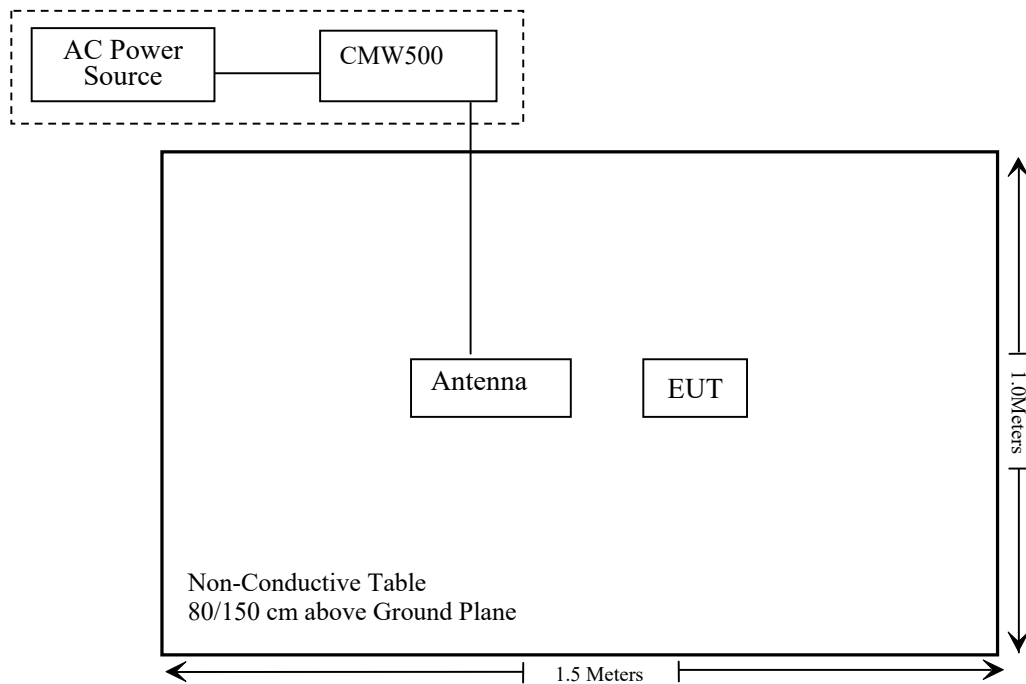 AC Power
Source
CMW500
Antenna
EUT
1.0Meters
Non-Conductive Table
80/150 cm above Ground Plane
1.5 Meters